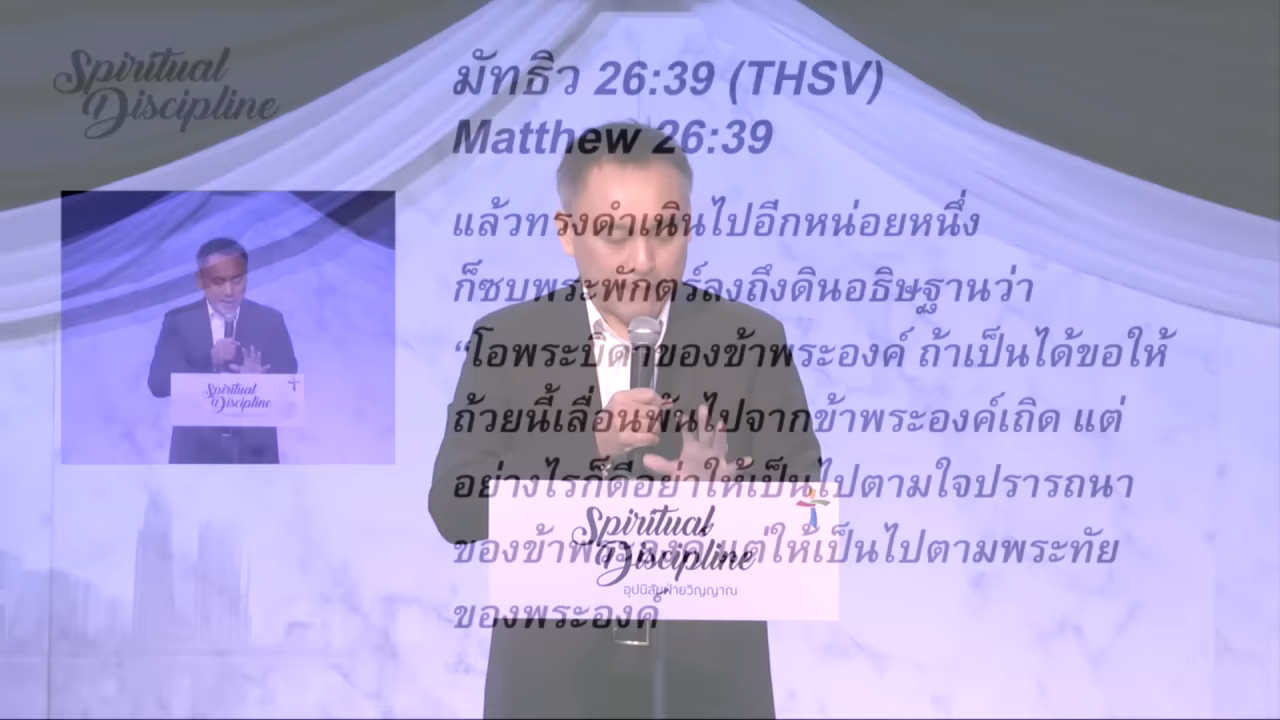 Spiritual
Discipline
มัทธิว 26:39 (THSV)
Matthew 26:39
แล้วทรงดำเนินไปอีกหน่อยหนึ่ง
ก็ซบพระพักตร์ลงถึงดินอธิษฐานว่า
“โอพระบิดาของข้าพระองค์ ถ้าเป็นได้ขอให้
ถ้วยนี้เลื่อนพ้นไปจากข้าพระองค์เถิด แต่
อย่างไรก็ดีอย่าให้เป็นไปตามใจปรารถนา
ของข้าพระองค์ แต่ให้เป็นไปตามพระทัย
ของพระองค์
Spiritual
Discipline
Spiritual
Discipline
อุปนิสัยฝ่ายวิญญาณ